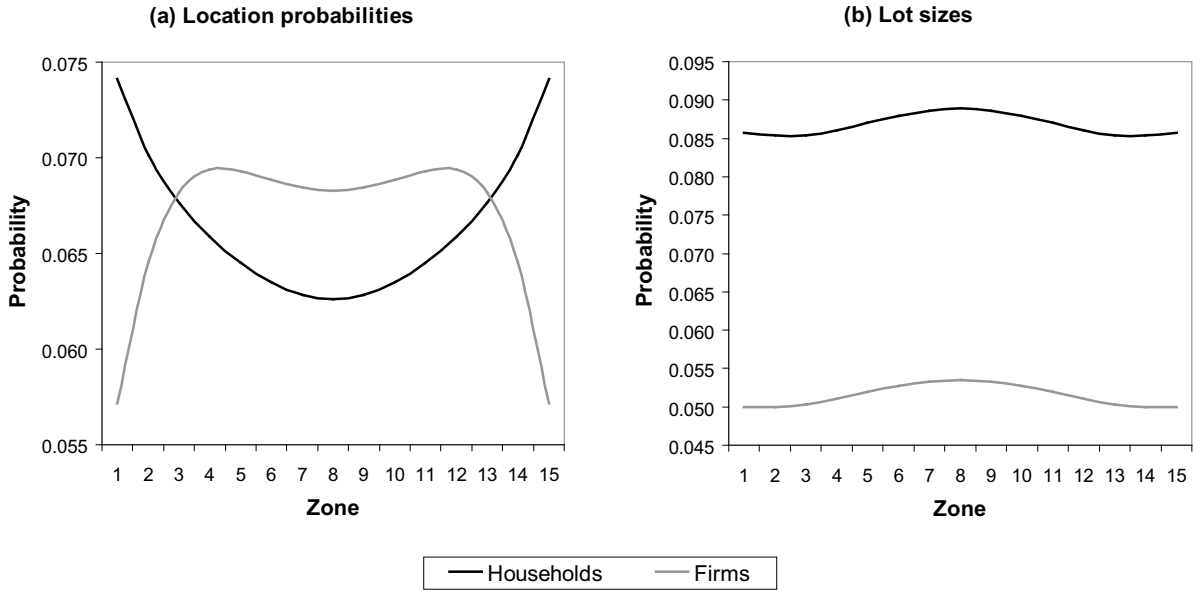 (a) Location probabilities
0.075
0.070
0.065
0.060
0.055
Probability
1 2 3 4 5 6 7 8 9 10 11 12 13 14 15
Zone
(b) Lot sizes
0.095
0.090
0.085
0.080
0.075
0.070
0.065
0.060
0.055
0.050
0.045
Probability
1 2 3 4 5 6 7 8 9 10 11 12 13 14 15
Zone
Households Firms